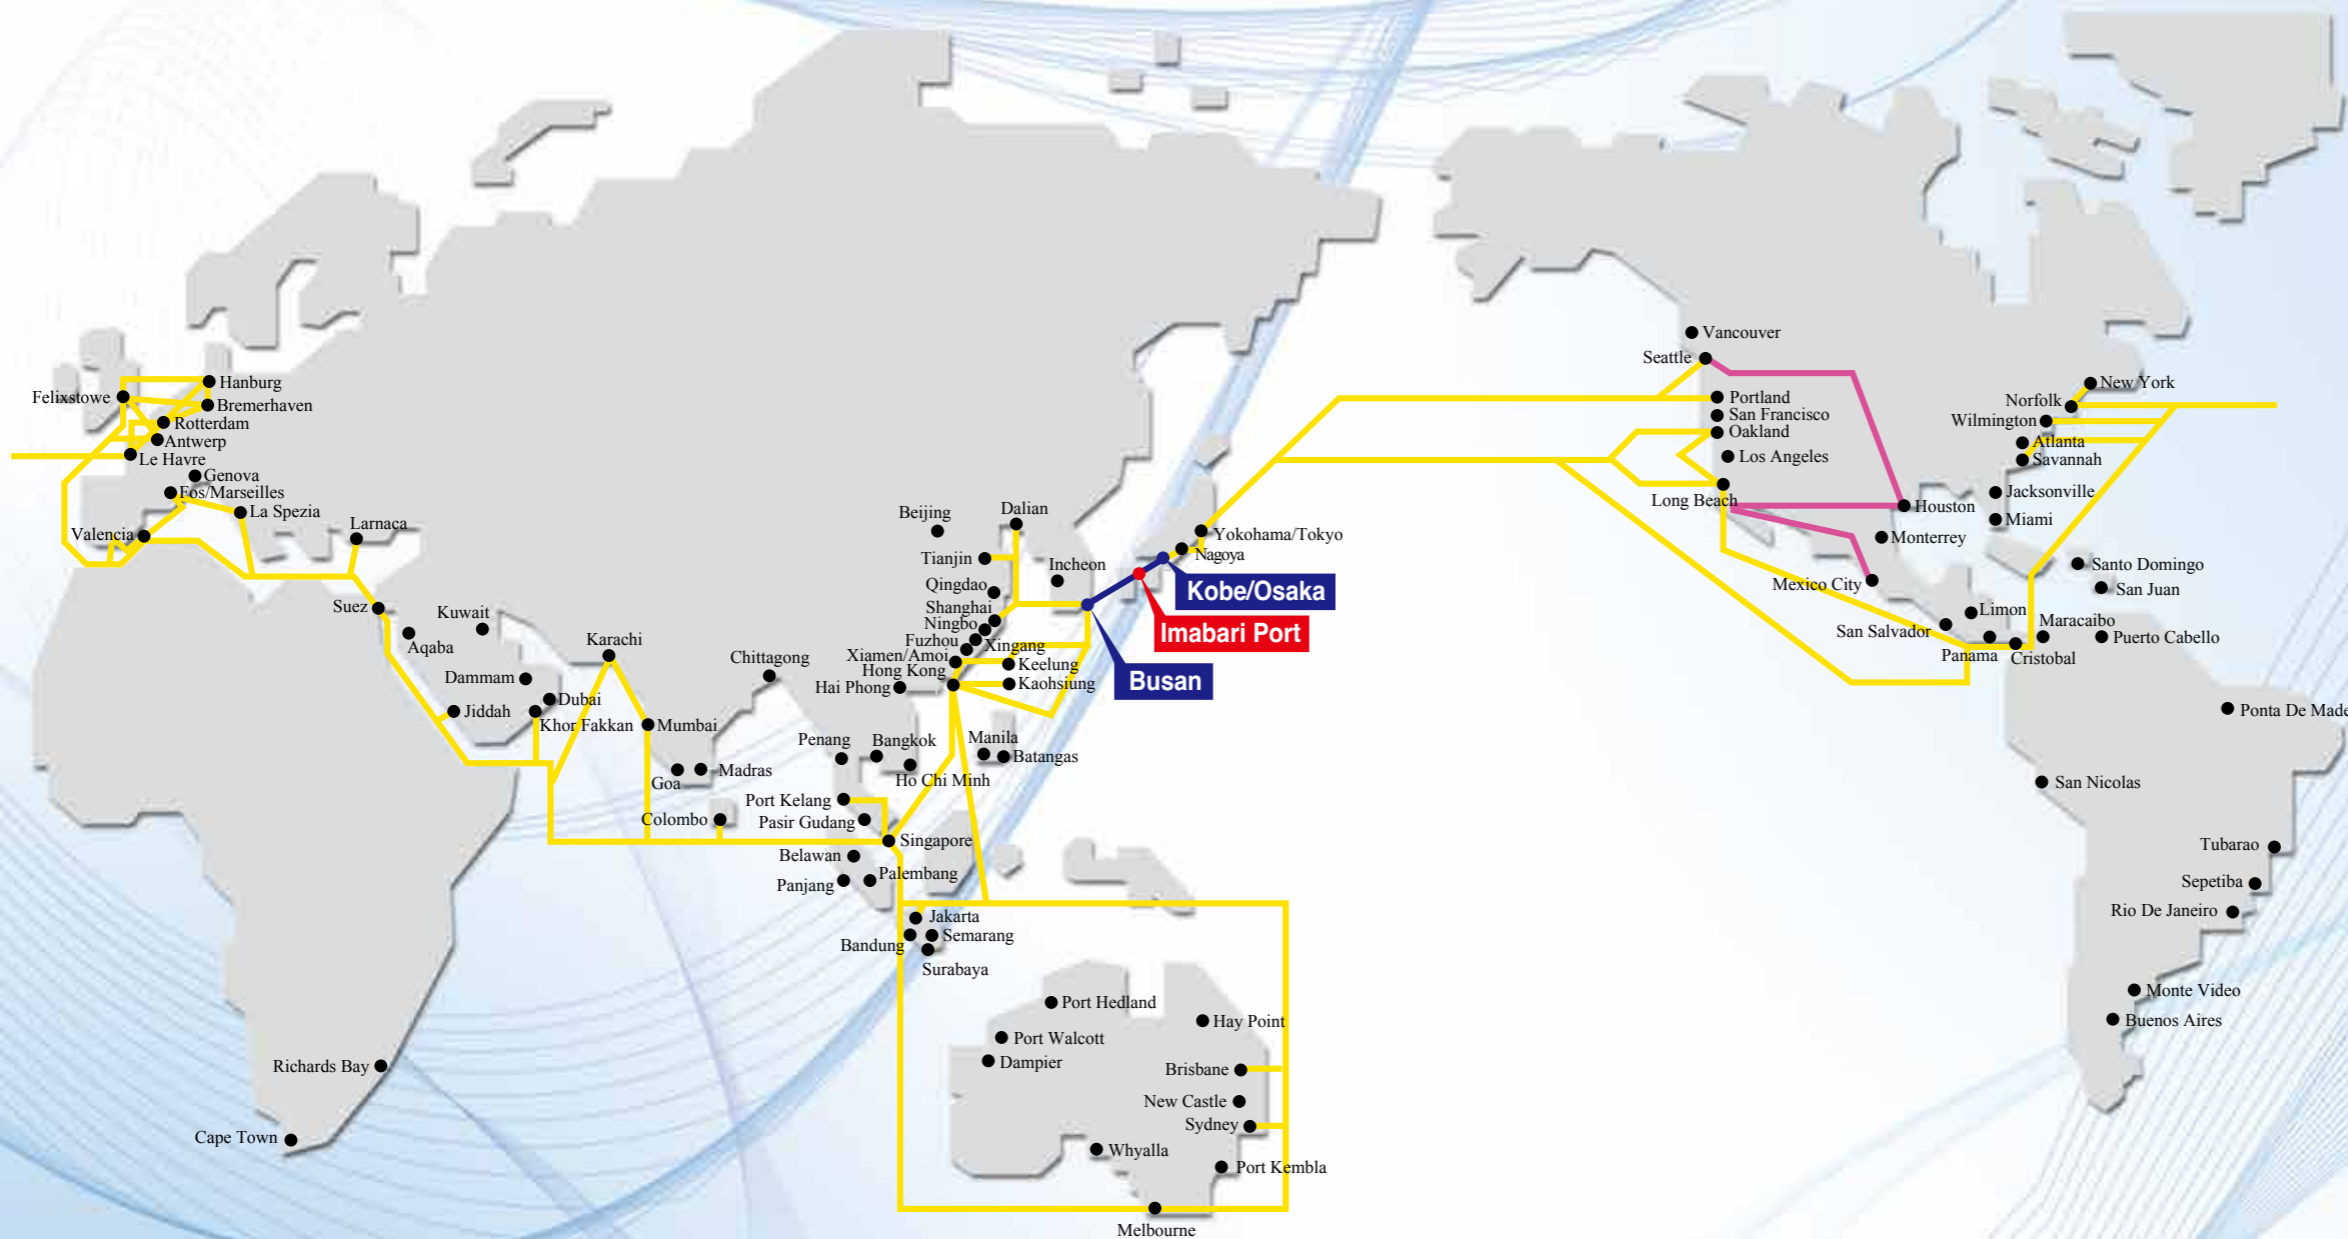 Vancouver
Seattle
Hanburg
Felixstowe
Bremerhaven
Rotterdam
Antwerp
Le Havre
Genova
Fos/Marseilles
La Spezia
Larnaca
Valencia
Suez
Kuwait
Aqaba
Dammam
Dubai
Jiddah
Khor Fakkan
Karachi
Mumbai
Goa
Madras
Colombo
Chittagong
Beijing
Dalian
Tianjin
Incheon
Qingdao
Shanghai
Ningbo
Fuzhou
Xingang
Xiamen/Amoi
Keelung
Hong Kong
Kaohsiung
Hai Phong
Yokohama/Tokyo
Nagoya
Kobe/Osaka
Imabari Port
Busan
Penang
Bangkok
Manila
Batangas
Ho Chi Minh
Port Kelang
Pasir Gudang
Singapore
Belawan
Palembang
Panjang
Jakarta
Bandung
Semarang
Surabaya
Port Hedland
Hay Point
Port Walcott
Dampier
Brisbane
New Castle
Sydney
Whyalla
Port Kembla
Melbourne
Richards Bay
Cape Town
Portland
San Francisco
Oakland
Los Angeles
Long Beach
Houston
Monterrey
Mexico City
New York
Norfolk
Wilmington
Atlanta
Savannah
Jacksonville
Miami
Santo Domingo
San Juan
Limon
San Salvador
Maracaibo
Puerto Cabello
Panama
Cristobal
Ponta De Made
San Nicolas
Tubarao
Sepetiba
Rio De Janeiro
Monte Video
Buenos Aires